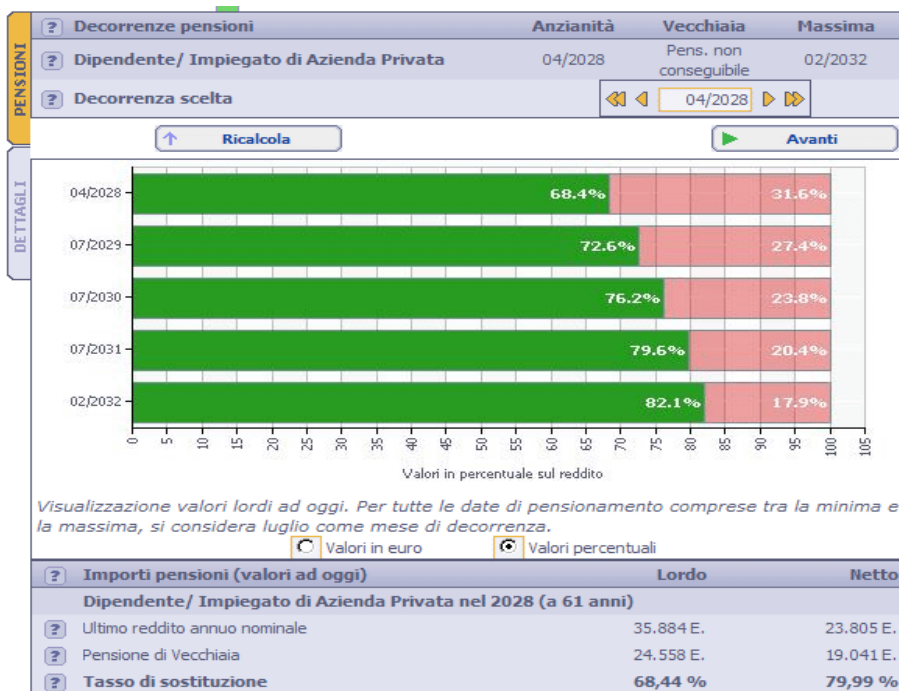 PENSIONI
DETTAGLI
? Decorrenze pensioni Anzianità Vecchiaia Massima
? Dipendente/ Impiegato di Azienda Privata 04/2028 Pens. non conseguibile 02/2032
? Decorrenza scelta 04/2028
Ricalcola Avanti
04/2028 68.4% 31.6%
07/2029 72.6% 27.4%
07/2030 76.2% 23.8%
07/2031 79.6% 20.4%
02/2032 82.1% 17.9%
0 5 10 15 20 25 30 35 40 45 50 55 60 65 70 75 80 85 90 95 100 105
Valori in percentuale sul reddito
Visualizzazione valori lordi ad oggi. Per tutte le date di pensionamento comprese tra la minima e
la massima, si considera luglio come mese di decorrenza.
Valori in euro Valori percentuali
? Importi pensioni (valori ad oggi) Lordo Netto
Dipendente/ Impiegato di Azienda Privata nel 2028 (a 61 anni)
? Ultimo reddito annuo nominale 35.884 E. 23.805 E.
? Pensione di Vecchiaia 24.558 E. 19.041 E.
? Tasso di sostituzione 68,44 % 79,99 %